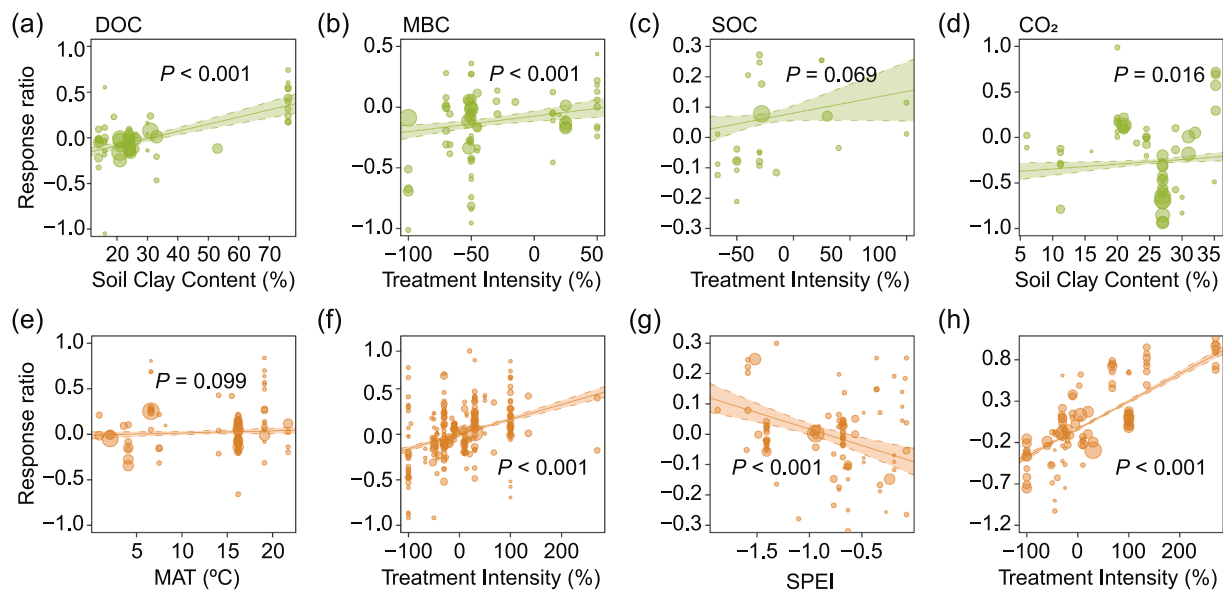 (a) DOC
(b) MBC
(c) SOC
(d) CO₂
Response ratio
1.0
0.5
0.0
−0.5
−1.0
P < 0.001
20 30 40 50 60 70
Soil Clay Content (%)
0.5
0.0
−0.5
−1.0
P < 0.001
−100 −50 0 50
Treatment Intensity (%)
0.3
0.2
0.1
0.0
−0.1
−0.2
−0.3
P = 0.069
−50 0 50 100
Treatment Intensity (%)
1.0
0.5
0.0
−0.5
−1.0
P = 0.016
5 10 15 20 25 30 35
Soil Clay Content (%)
(e)
(f)
(g)
(h)
Response ratio
1.0
0.5
0.0
−0.5
−1.0
P = 0.099
5 10 15 20
MAT (ºC)
1.0
0.5
0.0
−0.5
−1.0
P < 0.001
−100 0 100 200
Treatment Intensity (%)
0.3
0.2
0.1
0.0
−0.1
−0.2
−0.3
P < 0.001
−1.5 −1.0 −0.5
SPEI
0.8
0.3
−0.2
−0.7
−1.2
P < 0.001
−100 0 100 200
Treatment Intensity (%)